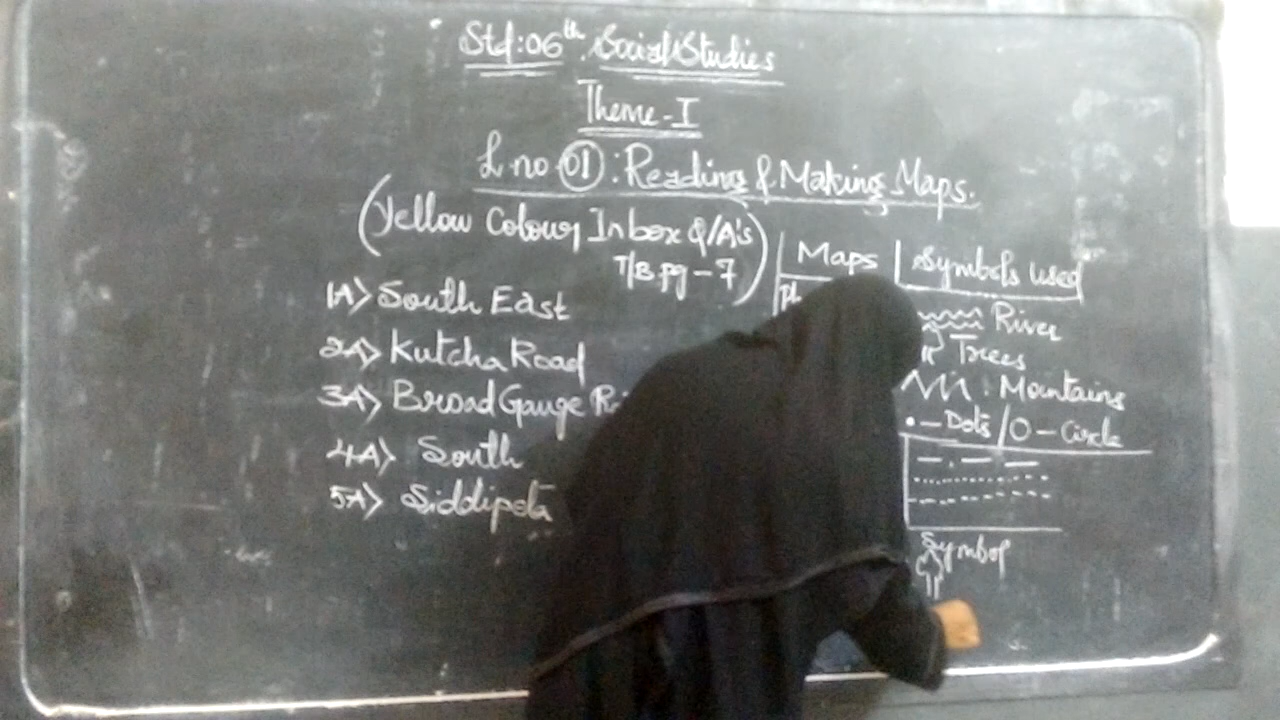 Std:06th. Social Studies
Theme-I
L no 01: Reading & Making Maps.
(Yellow Colour, Inbox Q/A's
T/B pg-7)
1A> South East
2A> Kutcha Road
3A> Broad Gauge
4A> South
5A> Siddipeta
Maps | Symbols used
River
Trees
: Mountains
Dots / O - Circle
Symbol